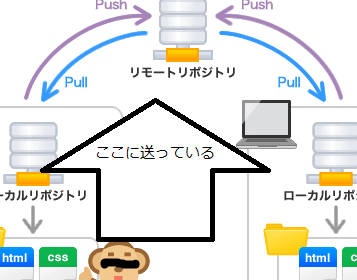 Push
Push
Pull
Pull
リモートリポジトリ
ここに送っている
ーカルリポジトリ
ローカルリポジ
html
css
html
c